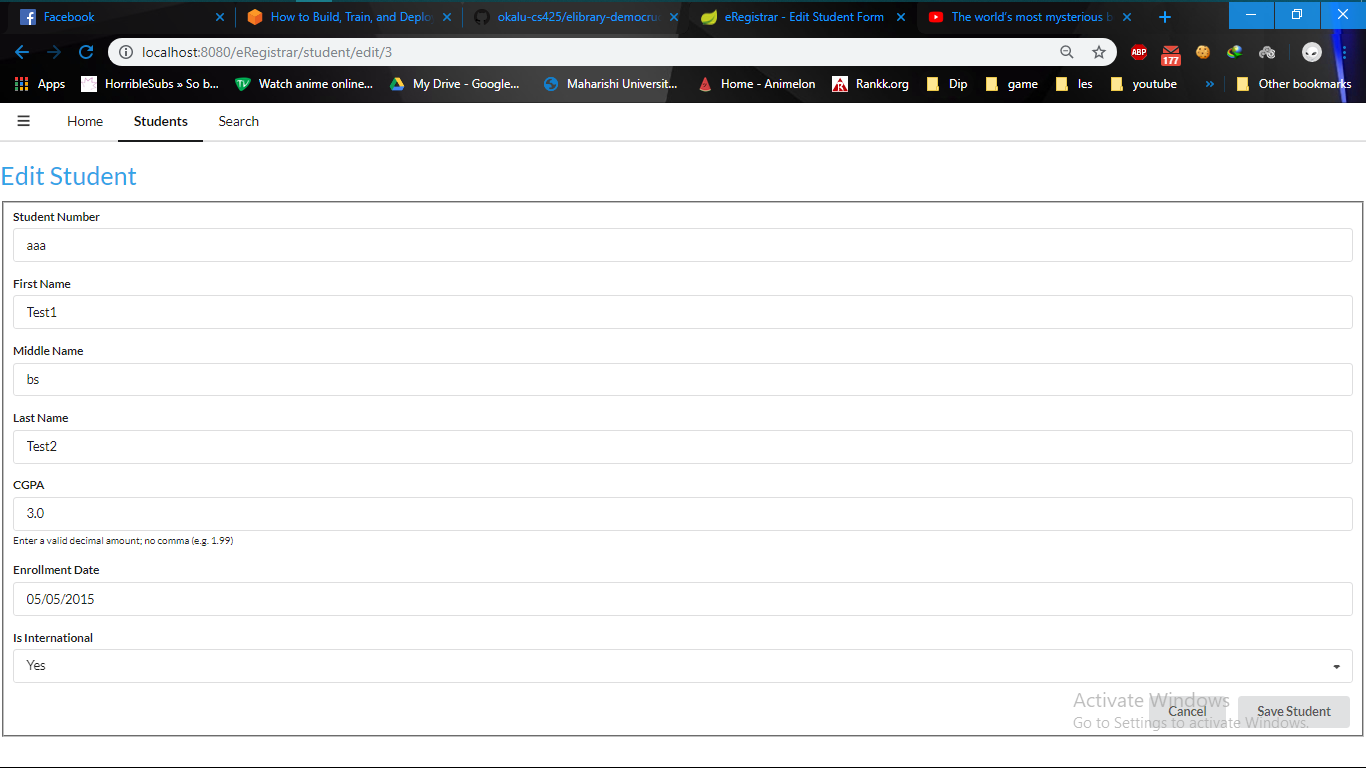 Facebook
How to Build, Train, and Deplo
okalu-cs425/elibrary-democru
eRegistrar - Edit Student Form
The world's most mysterious b
localhost:8080/eRegistrar/student/edit/3
ABP
177
Apps
HorribleSubs » So b...
Watch anime online...
My Drive - Google...
Maharishi Universit...
Home - Animelon
Rankk.org
Dip
game
les
youtube
»
Other bookmarks
Home
Students
Search
Edit Student
Student Number
aaa
First Name
Test1
Middle Name
bs
Last Name
Test2
CGPA
3.0
Enter a valid decimal amount; no comma (e.g. 1.99)
Enrollment Date
05/05/2015
Is International
Yes
Activate Windows
Go to Settings to activate Windows.
Cancel
Save Student